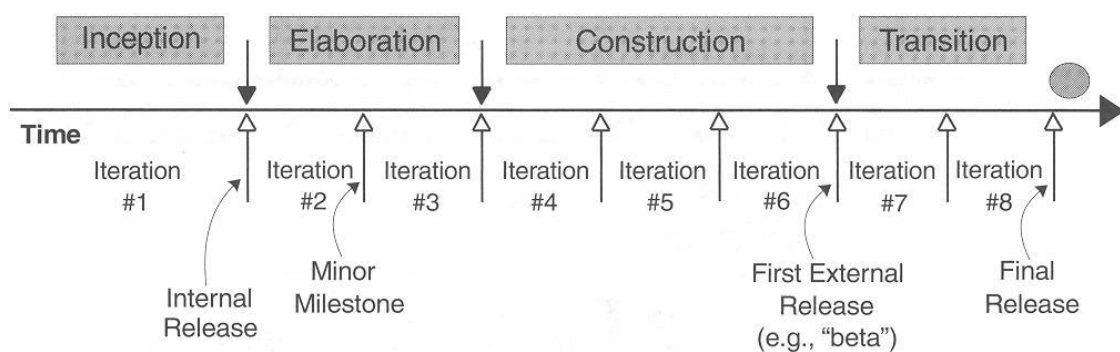 Inception
Elaboration
Construction
Transition
Time
Iteration
#1
Iteration
#2
Iteration
#3
Iteration
#4
Iteration
#5
Iteration
#6
Iteration
#7
Iteration
#8
Internal
Release
Minor
Milestone
First External
Release
(e.g., “beta”)
Final
Release